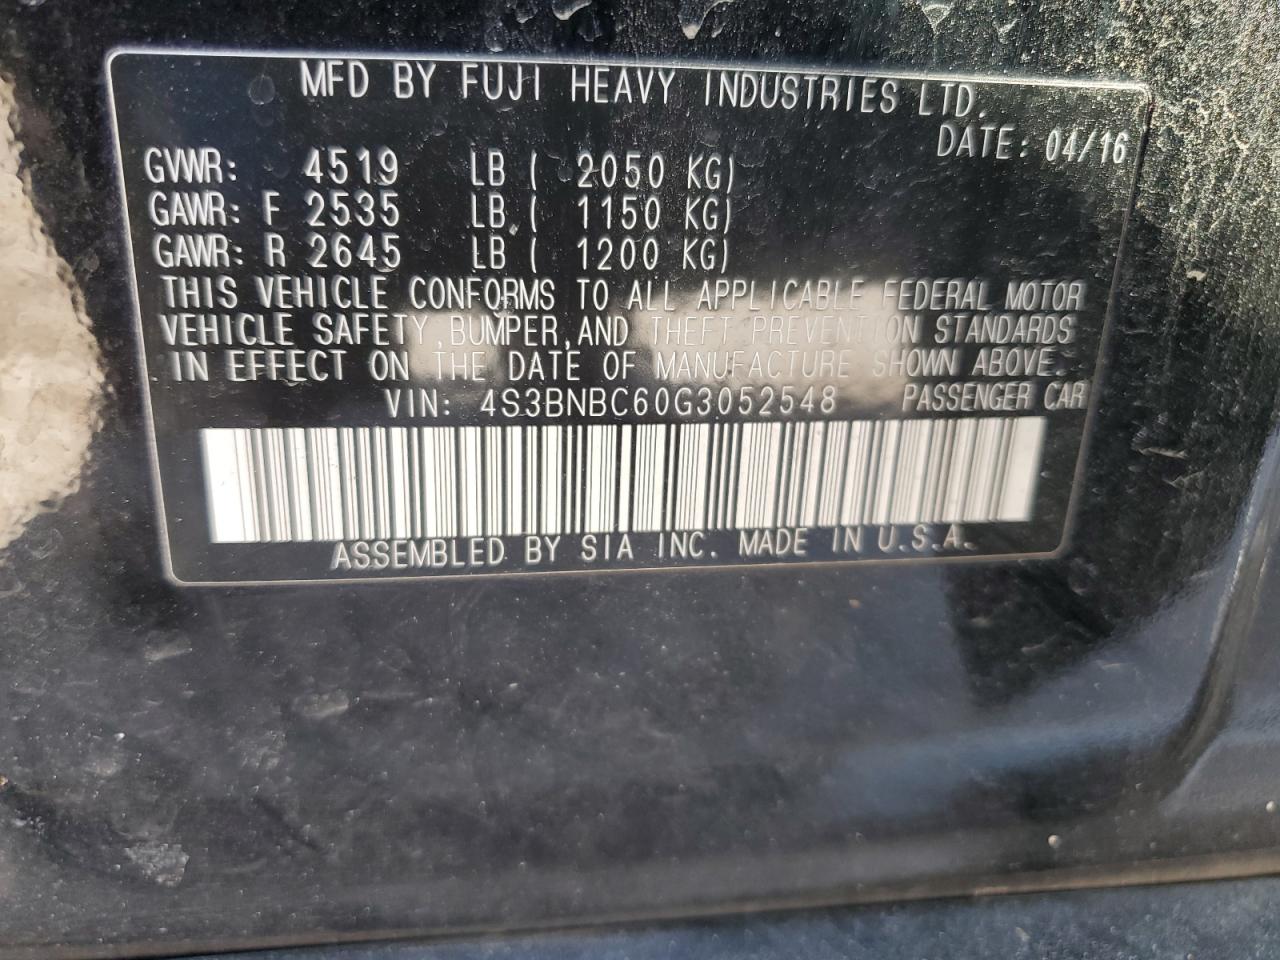 MFD BY FUJI HEAVY INDUSTRIES LTD.
DATE: 04/16
GVWR: 4519 LB ( 2050 KG)
GAWR: F 2535 LB ( 1150 KG)
GAWR: R 2645 LB ( 1200 KG)
THIS VEHICLE CONFORMS TO ALL APPLICABLE FEDERAL MOTOR
VEHICLE SAFETY, BUMPER, AND THEFT PREVENTION STANDARDS
IN EFFECT ON THE DATE OF MANUFACTURE SHOWN ABOVE.
VIN: 4S3BNBC60G3052548 PASSENGER CAR
ASSEMBLED BY SIA INC. MADE IN U.S.A.